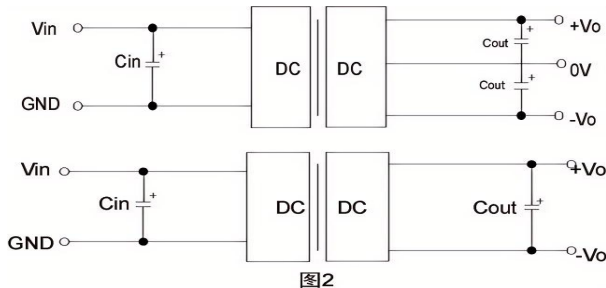 Vin
Cin
+
GND
DC
DC
Cout
+
Cout
+
+Vo
0V
-Vo
Vin
Cin
+
GND
DC
DC
Cout
+
+Vo
-Vo
图2